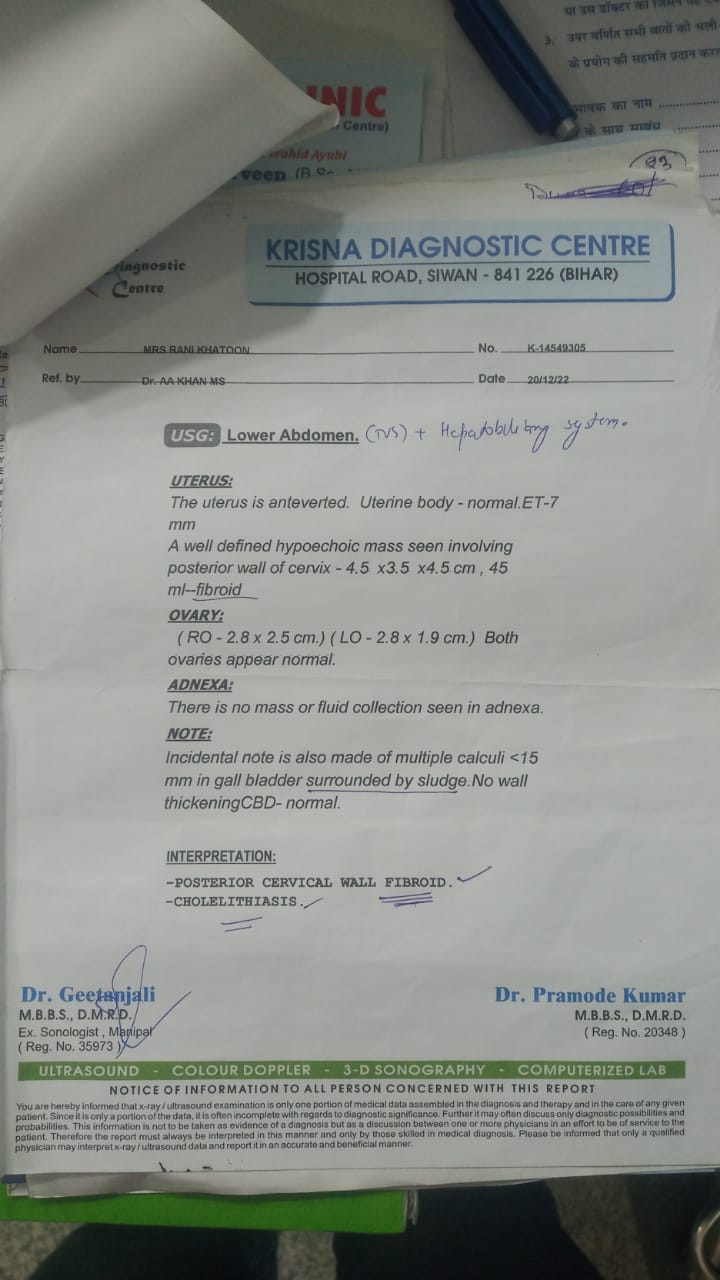 या उस डॉक्टर को जिसने यह
3. उपर वर्णित सभी बातों को भली
के प्रयोग की सहमति प्रदान कर
भावक का नाम
के साथ सम्बंध
NIC
Centre)
Wahid Ayubi
veen (B.Sc
93
iagnostic
Centre
KRISNA DIAGNOSTIC CENTRE
HOSPITAL ROAD, SIWAN - 841 226 (BIHAR)
Name MRS RANI KHATOON No. K-14549305
Ref. by Dr. AA KHAN MS Date 20/12/22
USG: Lower Abdomen. (TVS) + Hepatobiliary system.
UTERUS:
The uterus is anteverted. Uterine body - normal.ET-7
mm
A well defined hypoechoic mass seen involving
posterior wall of cervix - 4.5 x3.5 x4.5 cm , 45
ml--fibroid
OVARY:
( RO - 2.8 x 2.5 cm.) ( LO - 2.8 x 1.9 cm.) Both
ovaries appear normal.
ADNEXA:
There is no mass or fluid collection seen in adnexa.
NOTE:
Incidental note is also made of multiple calculi <15
mm in gall bladder surrounded by sludge.No wall
thickeningCBD- normal.
INTERPRETATION:
-POSTERIOR CERVICAL WALL FIBROID.
-CHOLELITHIASIS.
Dr. Geetanjali
M.B.B.S., D.M.R.D.
Ex. Sonologist , Manipal
( Reg. No. 35973 )
Dr. Pramode Kumar
M.B.B.S., D.M.R.D.
( Reg. No. 20348 )
ULTRASOUND - COLOUR DOPPLER - 3-D SONOGRAPHY - COMPUTERIZED LAB
NOTICE OF INFORMATION TO ALL PERSON CONCERNED WITH THIS REPORT
You are hereby informed that x-ray / ultrasound examination is only one portion of medical data assembled in the diagnosis and therapy and in the care of any given
patient. Since it is only a portion of the data, it is often incomplete with regards to diagnostic significance. Further it may often discuss only diagnostic possibilities and
probabilities. This information is not to be taken as evidence of a diagnosis but as a discussion between one or more physicians in an effort to be of service to the
patient. Therefore the report must always be interpreted in this manner and only by those skilled in medical diagnosis. Please be informed that only a qualified
physician may interpret x-ray / ultrasound data and report it in an accurate and beneficial manner.